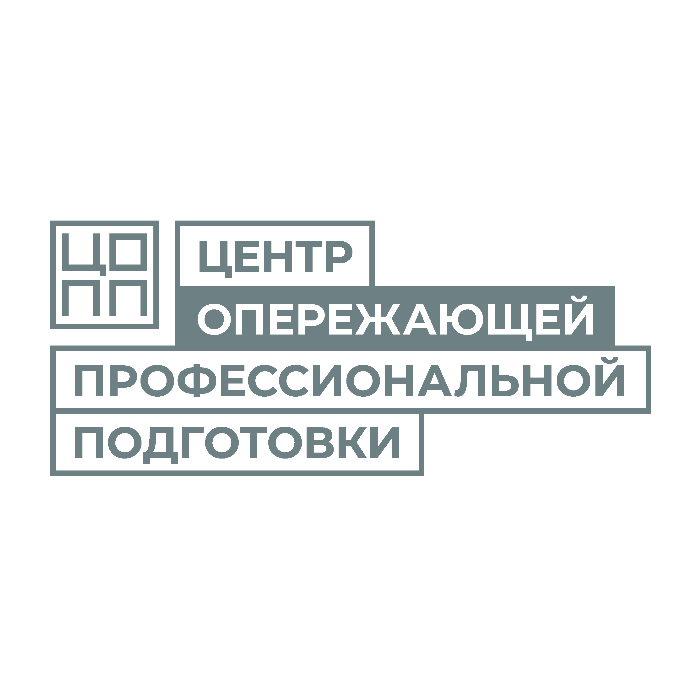 ЦО
ПП
ЦЕНТР
ОПЕРЕЖАЮЩЕЙ
ПРОФЕССИОНАЛЬНОЙ
ПОДГОТОВКИ